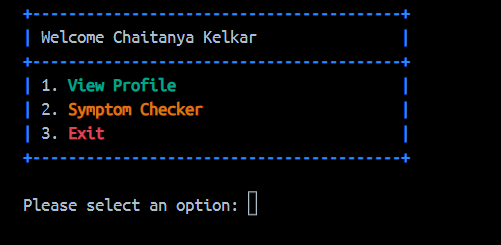 Welcome Chaitanya Kelkar
1. View Profile
2. Symptom Checker
3. Exit
Please select an option: